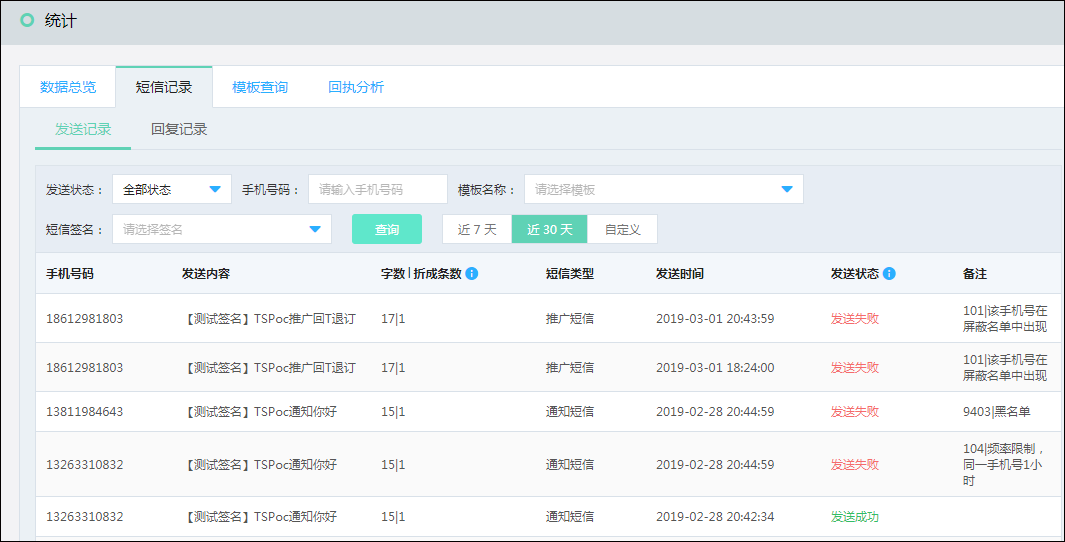 统计
数据总览 短信记录 模板查询 回执分析
发送记录 回复记录
发送状态： 全部状态 手机号码： 请输入手机号码 模板名称： 请选择模板
短信签名： 请选择签名 查询 近 7 天 近 30 天 自定义
手机号码 发送内容 字数 | 折成条数 短信类型 发送时间 发送状态 备注
18612981803 【测试签名】TSPoc推广回T退订 17|1 推广短信 2019-03-01 20:43:59 发送失败 101|该手机号在
屏蔽名单中出现
18612981803 【测试签名】TSPoc推广回T退订 17|1 推广短信 2019-03-01 18:24:00 发送失败 101|该手机号在
屏蔽名单中出现
13811984643 【测试签名】TSPoc通知你好 15|1 通知短信 2019-02-28 20:44:59 发送失败 9403|黑名单
13263310832 【测试签名】TSPoc通知你好 15|1 通知短信 2019-02-28 20:44:59 发送失败 104|频率限制，
同一手机号1小
时
13263310832 【测试签名】TSPoc通知你好 15|1 通知短信 2019-02-28 20:42:34 发送成功